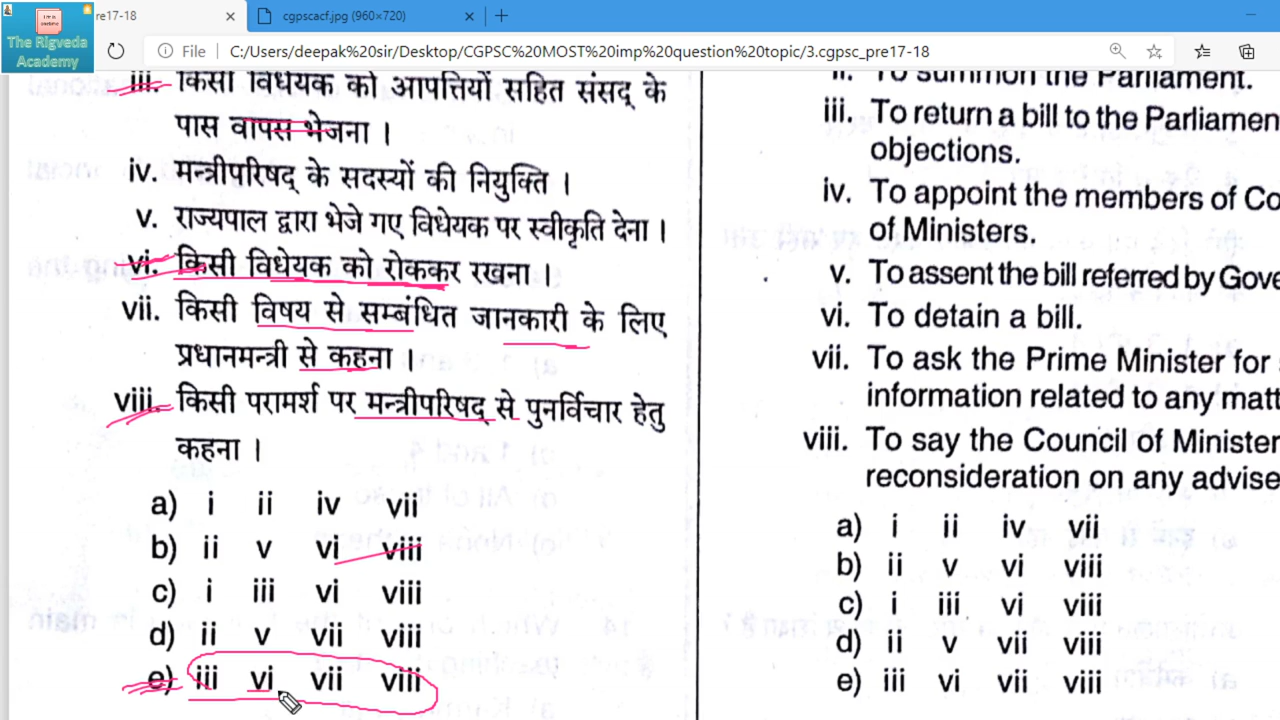 The Rigveda
Academy
re17-18
cgpscacf.jpg (960×720)
File
C:/Users/deepak%20sir/Desktop/CGPSC%20MOST%20imp%20question%20topic/3.cgpsc_pre17-18
iii. किसी विधेयक को आपत्तियों सहित संसद् के
पास वापस भेजना ।
iv. मन्त्रीपरिषद् के सदस्यों की नियुक्ति ।
v. राज्यपाल द्वारा भेजे गए विधेयक पर स्वीकृति देना ।
vi. किसी विधेयक को रोककर रखना ।
vii. किसी विषय से सम्बंधित जानकारी के लिए
प्रधानमन्त्री से कहना ।
viii. किसी परामर्श पर मन्त्रीपरिषद् से पुनर्विचार हेतु
कहना ।
a) i ii iv vii
b) ii v vi viii
c) i iii vi viii
d) ii v vii viii
e) iii vi vii viii
ii. To summon the Parliament.
iii. To return a bill to the Parliamen
objections.
iv. To appoint the members of Co
of Ministers.
v. To assent the bill referred by Gove
vi. To detain a bill.
vii. To ask the Prime Minister for
information related to any matt
viii. To say the Council of Minister
reconsideration on any advise
a) i ii iv vii
b) ii v vi viii
c) i iii vi viii
d) ii v vii viii
e) iii vi vii viii